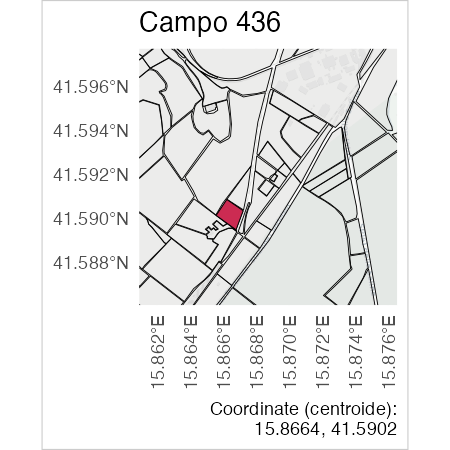 Campo 436
41.596°N
41.594°N
41.592°N
41.590°N
41.588°N
15.862°E
15.864°E
15.866°E
15.868°E
15.870°E
15.872°E
15.874°E
15.876°E
Coordinate (centroide):
15.8664, 41.5902